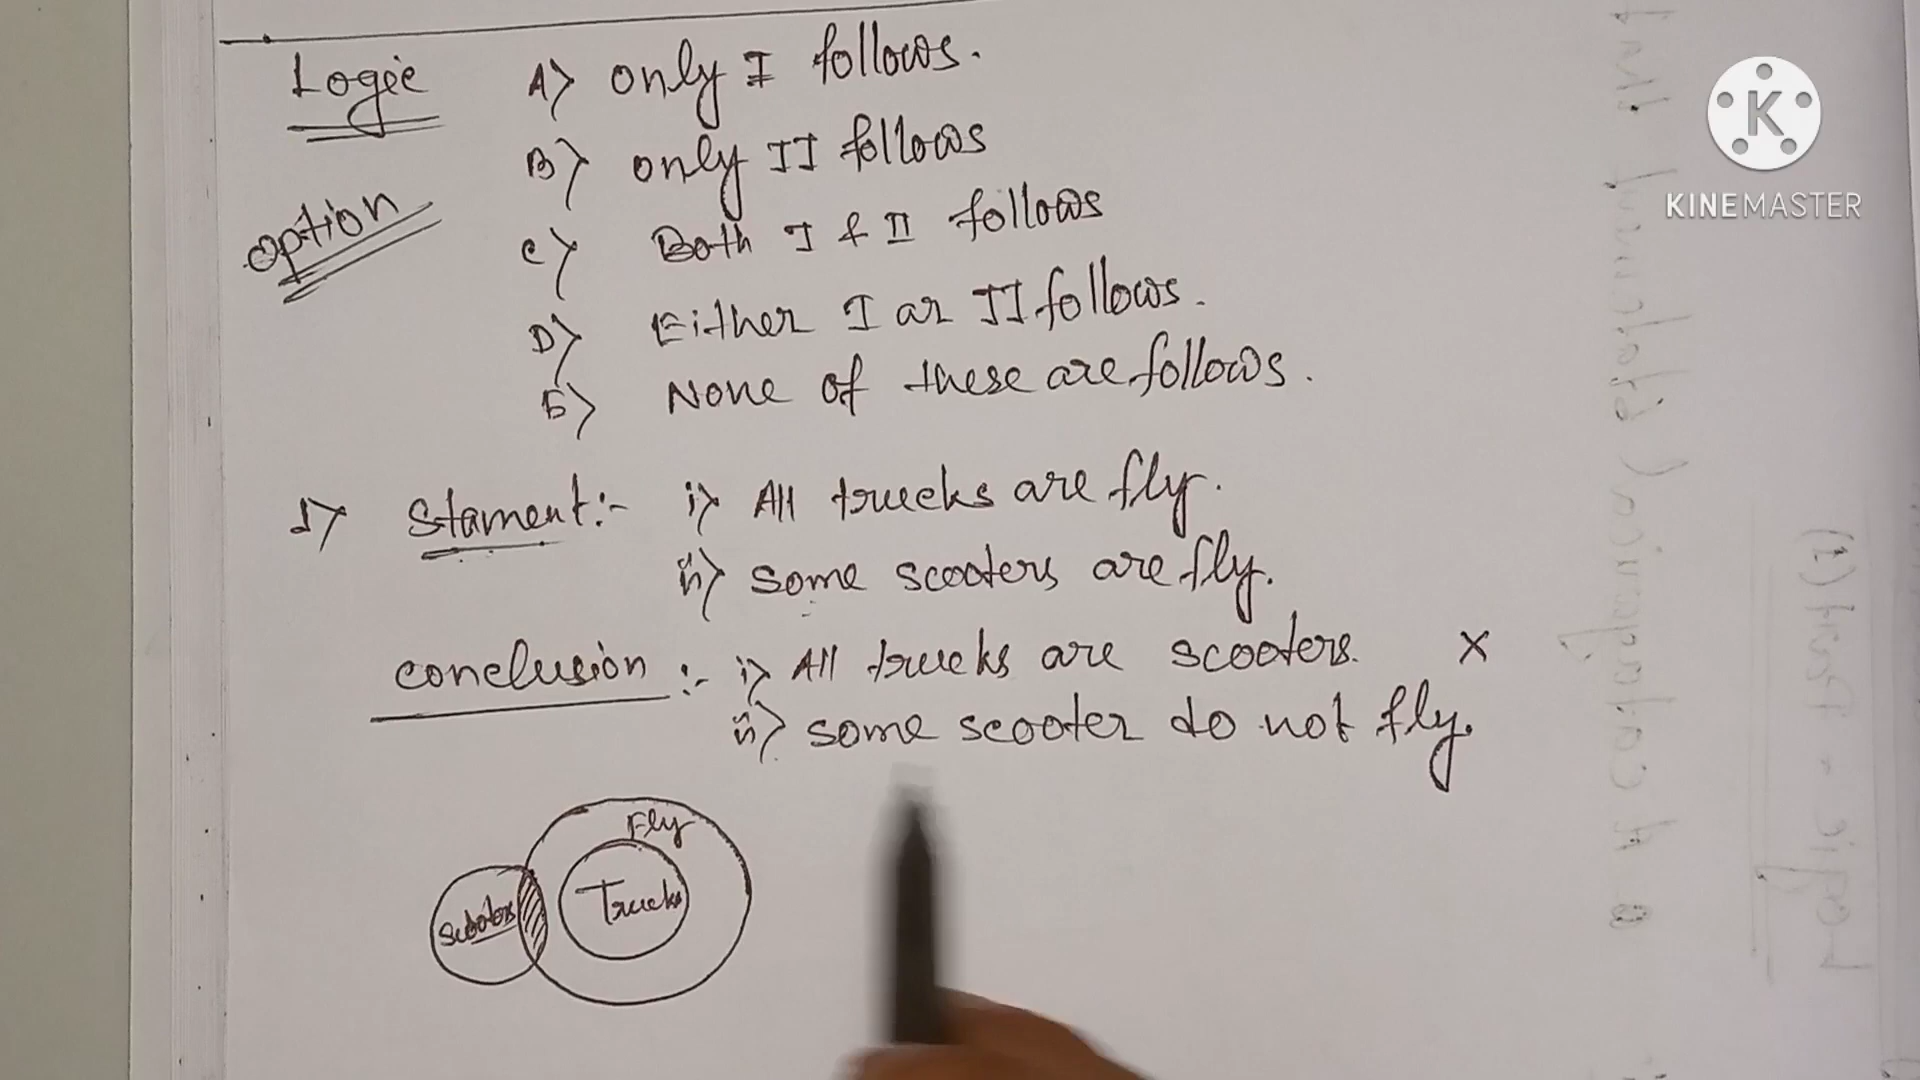 Logic A) only I follows.
option B) only II follows
C) Both I & II follows
D) Either I ar II follows.
E) None of these are follows.
1) Stament:- i) All trucks are fly.
ii) some scooters are fly.
conclusion:- i) All trucks are scooters. X
ii) some scooter do not fly.
Fly
Trucks
Scooters
K
KINEMASTER